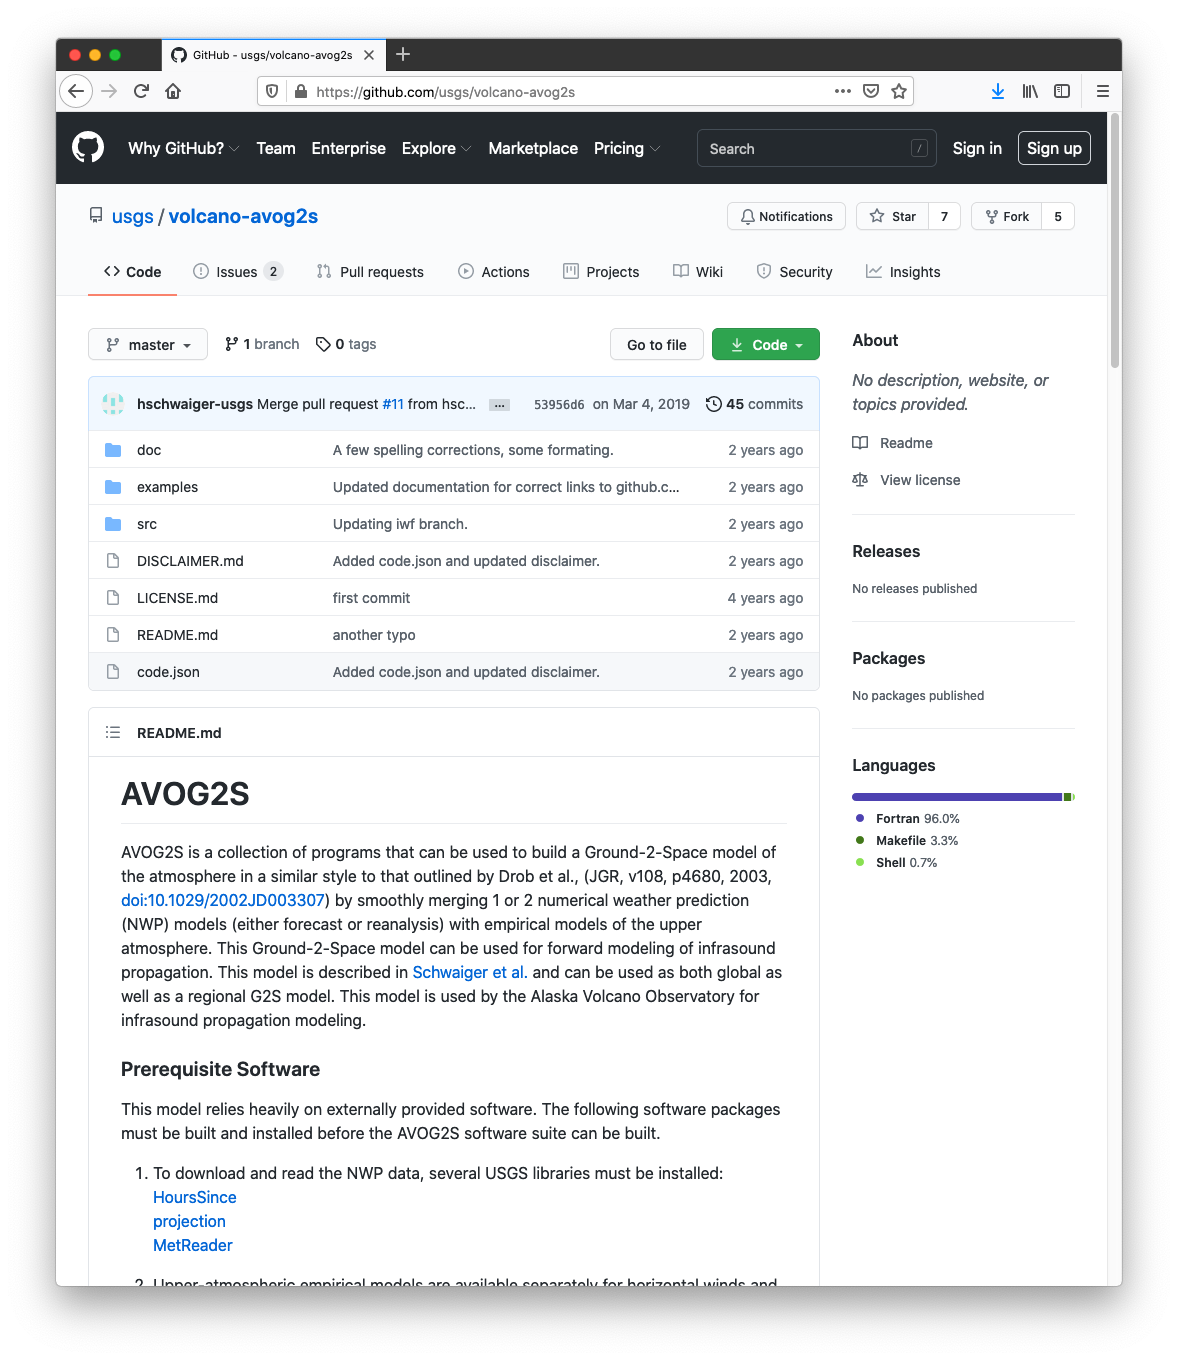 GitHub - usgs/volcano-avog2s
https://github.com/usgs/volcano-avog2s
Why GitHub? Team Enterprise Explore Marketplace Pricing Search / Sign in Sign up
usgs / volcano-avog2s Notifications Star 7 Fork 5
Code Issues 2 Pull requests Actions Projects Wiki Security Insights
master 1 branch 0 tags Go to file Code
hschwaiger-usgs Merge pull request #11 from hsc... ... 53956d6 on Mar 4, 2019 45 commits
doc A few spelling corrections, some formating. 2 years ago
examples Updated documentation for correct links to github.c... 2 years ago
src Updating iwf branch. 2 years ago
DISCLAIMER.md Added code.json and updated disclaimer. 2 years ago
LICENSE.md first commit 4 years ago
README.md another typo 2 years ago
code.json Added code.json and updated disclaimer. 2 years ago
README.md
AVOG2S
AVOG2S is a collection of programs that can be used to build a Ground-2-Space model of
the atmosphere in a similar style to that outlined by Drob et al., (JGR, v108, p4680, 2003,
doi:10.1029/2002JD003307) by smoothly merging 1 or 2 numerical weather prediction
(NWP) models (either forecast or reanalysis) with empirical models of the upper
atmosphere. This Ground-2-Space model can be used for forward modeling of infrasound
propagation. This model is described in Schwaiger et al. and can be used as both global as
well as a regional G2S model. This model is used by the Alaska Volcano Observatory for
infrasound propagation modeling.
Prerequisite Software
This model relies heavily on externally provided software. The following software packages
must be built and installed before the AVOG2S software suite can be built.
1. To download and read the NWP data, several USGS libraries must be installed:
HoursSince
projection
MetReader
2. Upper-atmospheric empirical models are available separately for horizontal winds and
About
No description, website, or
topics provided.
Readme
View license
Releases
No releases published
Packages
No packages published
Languages
Fortran 96.0%
Makefile 3.3%
Shell 0.7%